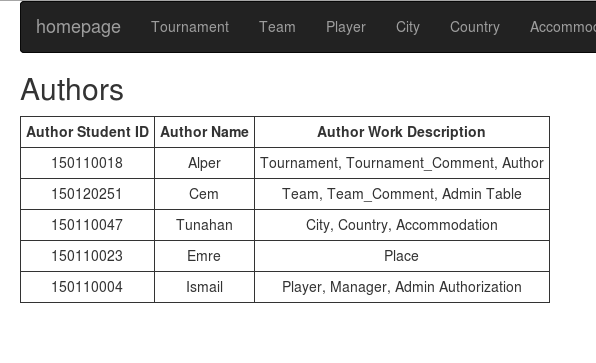 homepage Tournament Team Player City Country
Authors
Author Student ID Author Name Author Work Description
150110018 Alper Tournament, Tournament_Comment, Author
150120251 Cem Team, Team_Comment, Admin Table
150110047 Tunahan City, Country, Accommodation
150110023 Emre Place
150110004 Ismail Player, Manager, Admin Authorization